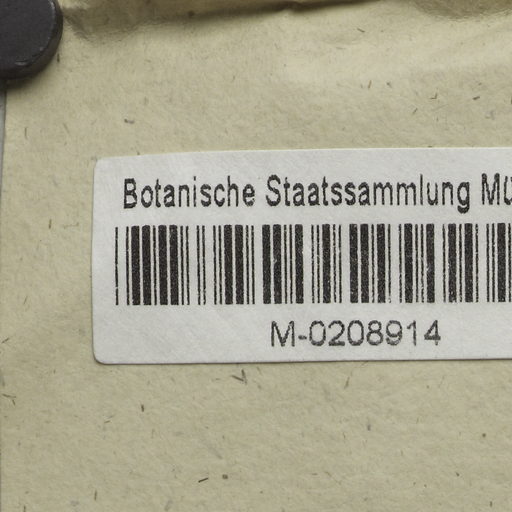 Botanische Staatssammlung Mü
M-0208914